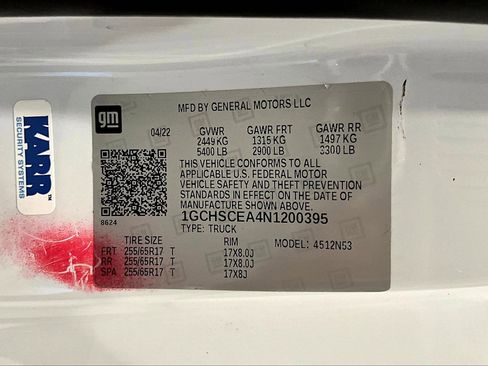 MFD BY GENERAL MOTORS LLC
gm
04/22
GVWR GAWR FRT GAWR RR
2449 KG 1315 KG 1497 KG
5400 LB 2900 LB 3300 LB
THIS VEHICLE CONFORMS TO ALL
APPLICABLE U.S. FEDERAL MOTOR
VEHICLE SAFETY AND THEFT PREVENTION
STANDARDS IN EFFECT ON THE DATE OF
MANUFACTURE SHOWN ABOVE.
8624
1GCHSCEA4N1200395
TYPE: TRUCK
TIRE SIZE RIM MODEL: 4512N53
FRT 255/65R17 T 17X8.0J
RR 255/65R17 T 17X8.0J
SPA 255/65R17 T 17X8J
KARR™
SECURITY SYSTEMS